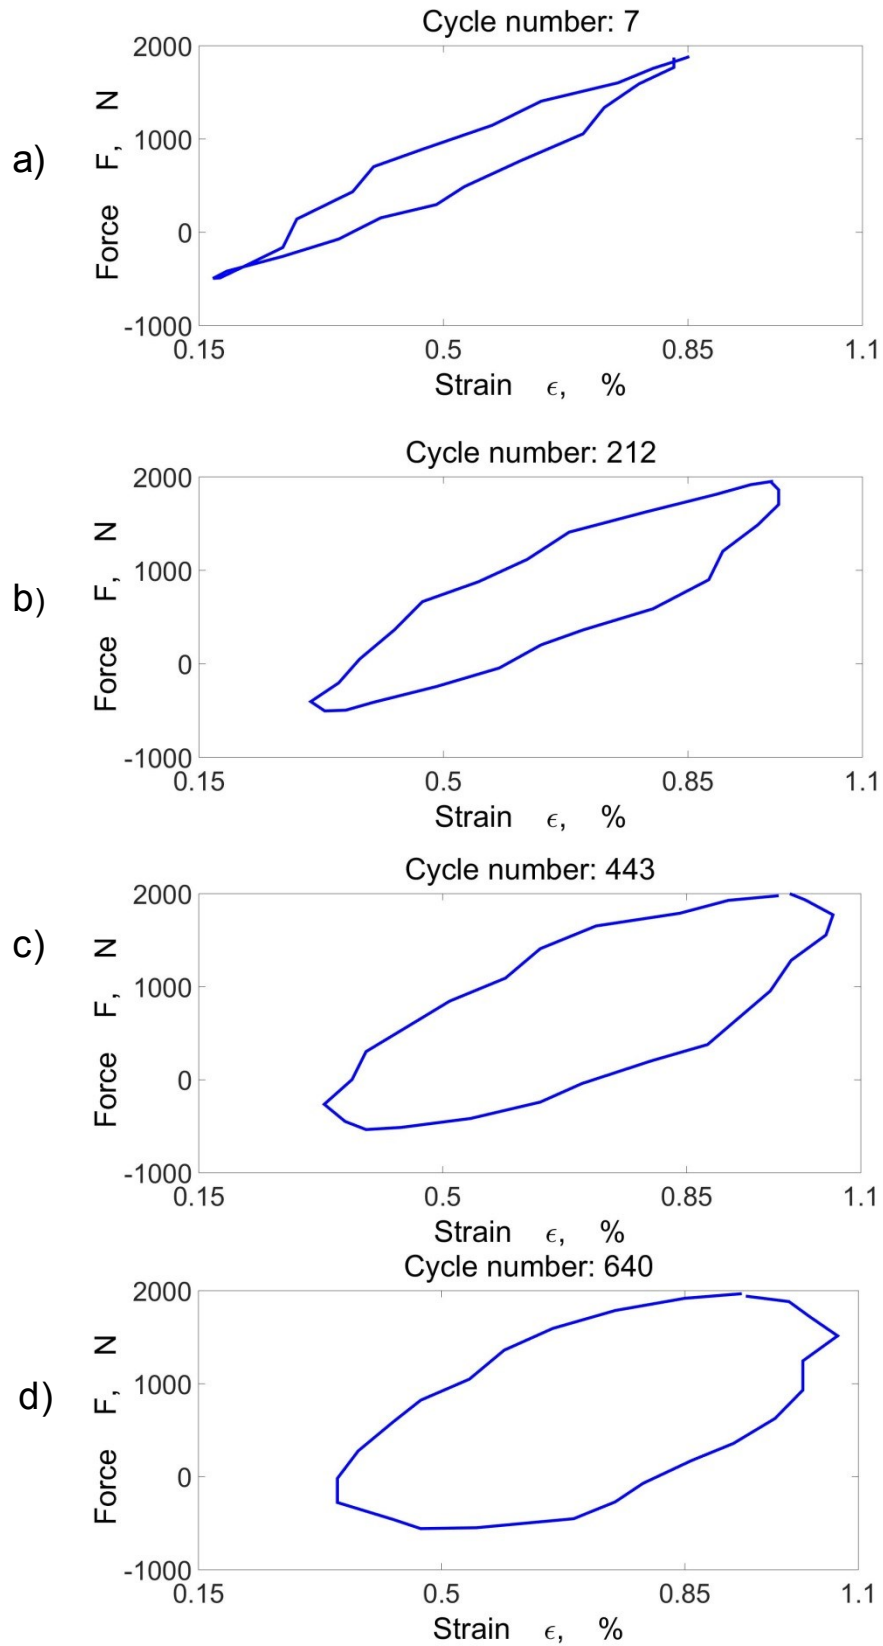 Cycle number: 7
a)
Force F, N
2000
1000
0
-1000
0.15 0.5 0.85 1.1
Strain ϵ, %
Cycle number: 212
b)
Force F, N
2000
1000
0
-1000
0.15 0.5 0.85 1.1
Strain ϵ, %
Cycle number: 443
c)
Force F, N
2000
1000
0
-1000
0.15 0.5 0.85 1.1
Strain ϵ, %
Cycle number: 640
d)
Force F, N
2000
1000
0
-1000
0.15 0.5 0.85 1.1
Strain ϵ, %